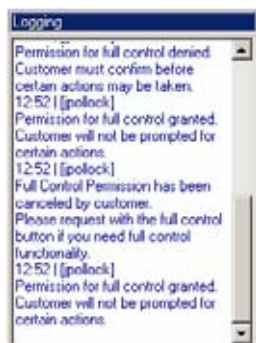 Logging
Permission for full control denied.
Customer must confirm before
certain actions may be taken.
12:52 | [jpollock]
Permission for full control granted.
Customer will not be prompted for
certain actions.
12:52 | [jpollock]
Full Control Permission has been
canceled by customer.
Please request with the full control
button if you need full control
functionality.
12:52 | [jpollock]
Permission for full control granted.
Customer will not be prompted for
certain actions.